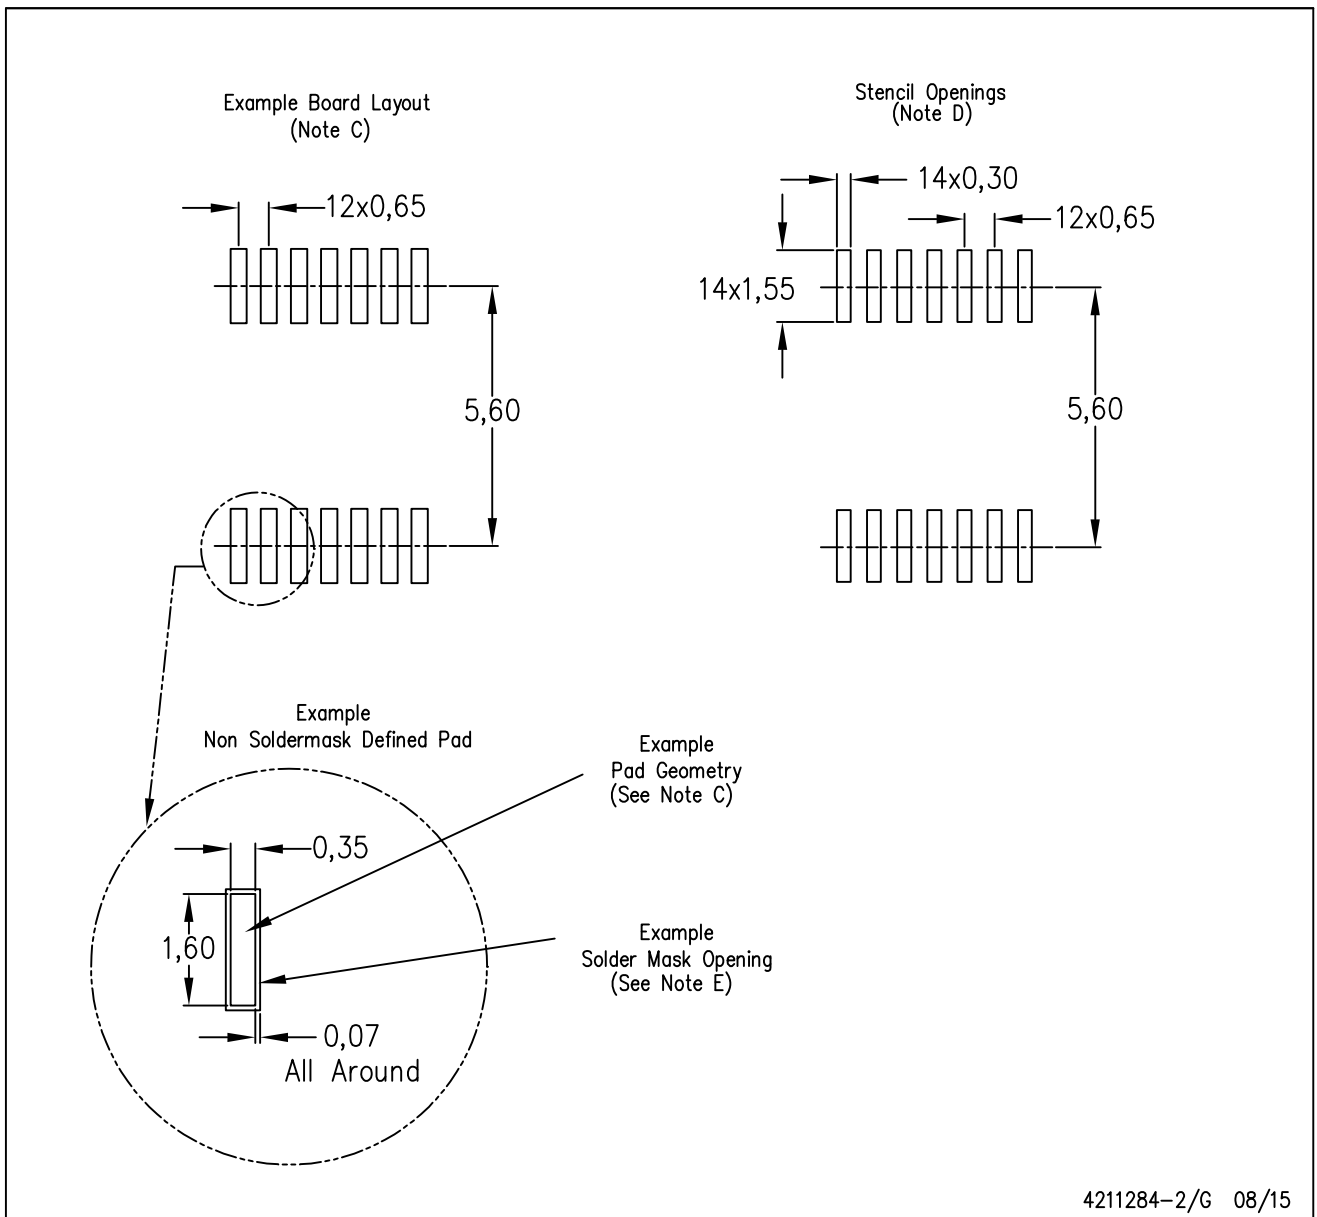 Example Board Layout
(Note C)
12x0,65
5,60
Stencil Openings
(Note D)
14x0,30
12x0,65
14x1,55
5,60
Example
Non Soldermask Defined Pad
0,35
1,60
0,07
All Around
Example
Pad Geometry
(See Note C)
Example
Solder Mask Opening
(See Note E)
4211284-2/G 08/15